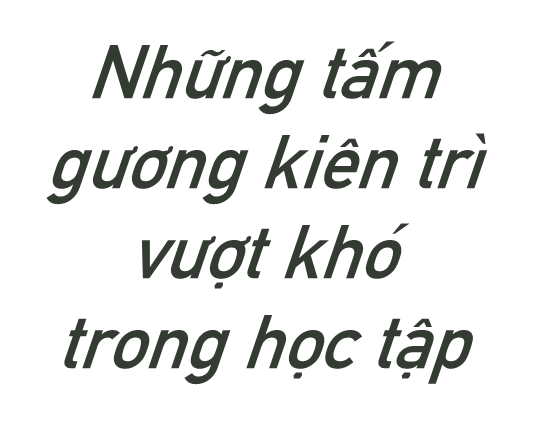 Những tấm
gương kiên trì
vượt khó
trong học tập